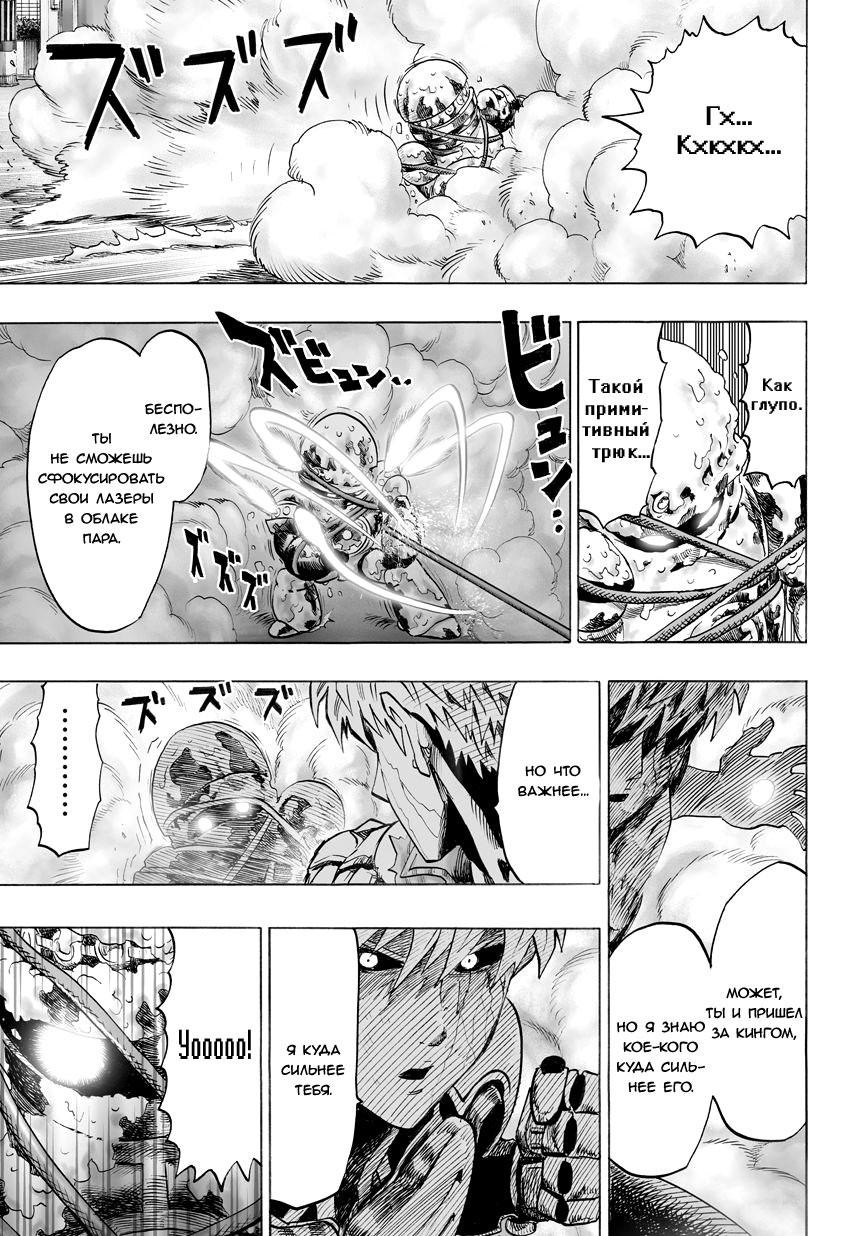 ズズズ
Гх...
Кхкхкх...
Как
глупо.
Такой
прими-
тивный
трюк...
ビュン..
ズビュン..
ズズズ
БЕСПО-
ЛЕЗНО.
ТЫ
НЕ СМОЖЕШЬ
СФОКУСИРОВАТЬ
СВОИ ЛАЗЕРЫ
В ОБЛАКЕ
ПАРА.
НО ЧТО
ВАЖНЕЕ...
ズズズ
.........
МОЖЕТ,
ТЫ И ПРИШЕЛ
ЗА КИНГОМ,
НО Я ЗНАЮ
КОЕ-КОГО
КУДА СИЛЬ-
НЕЕ ЕГО.
Я КУДА
СИЛЬНЕЕ
ТЕБЯ.
Уооооо!